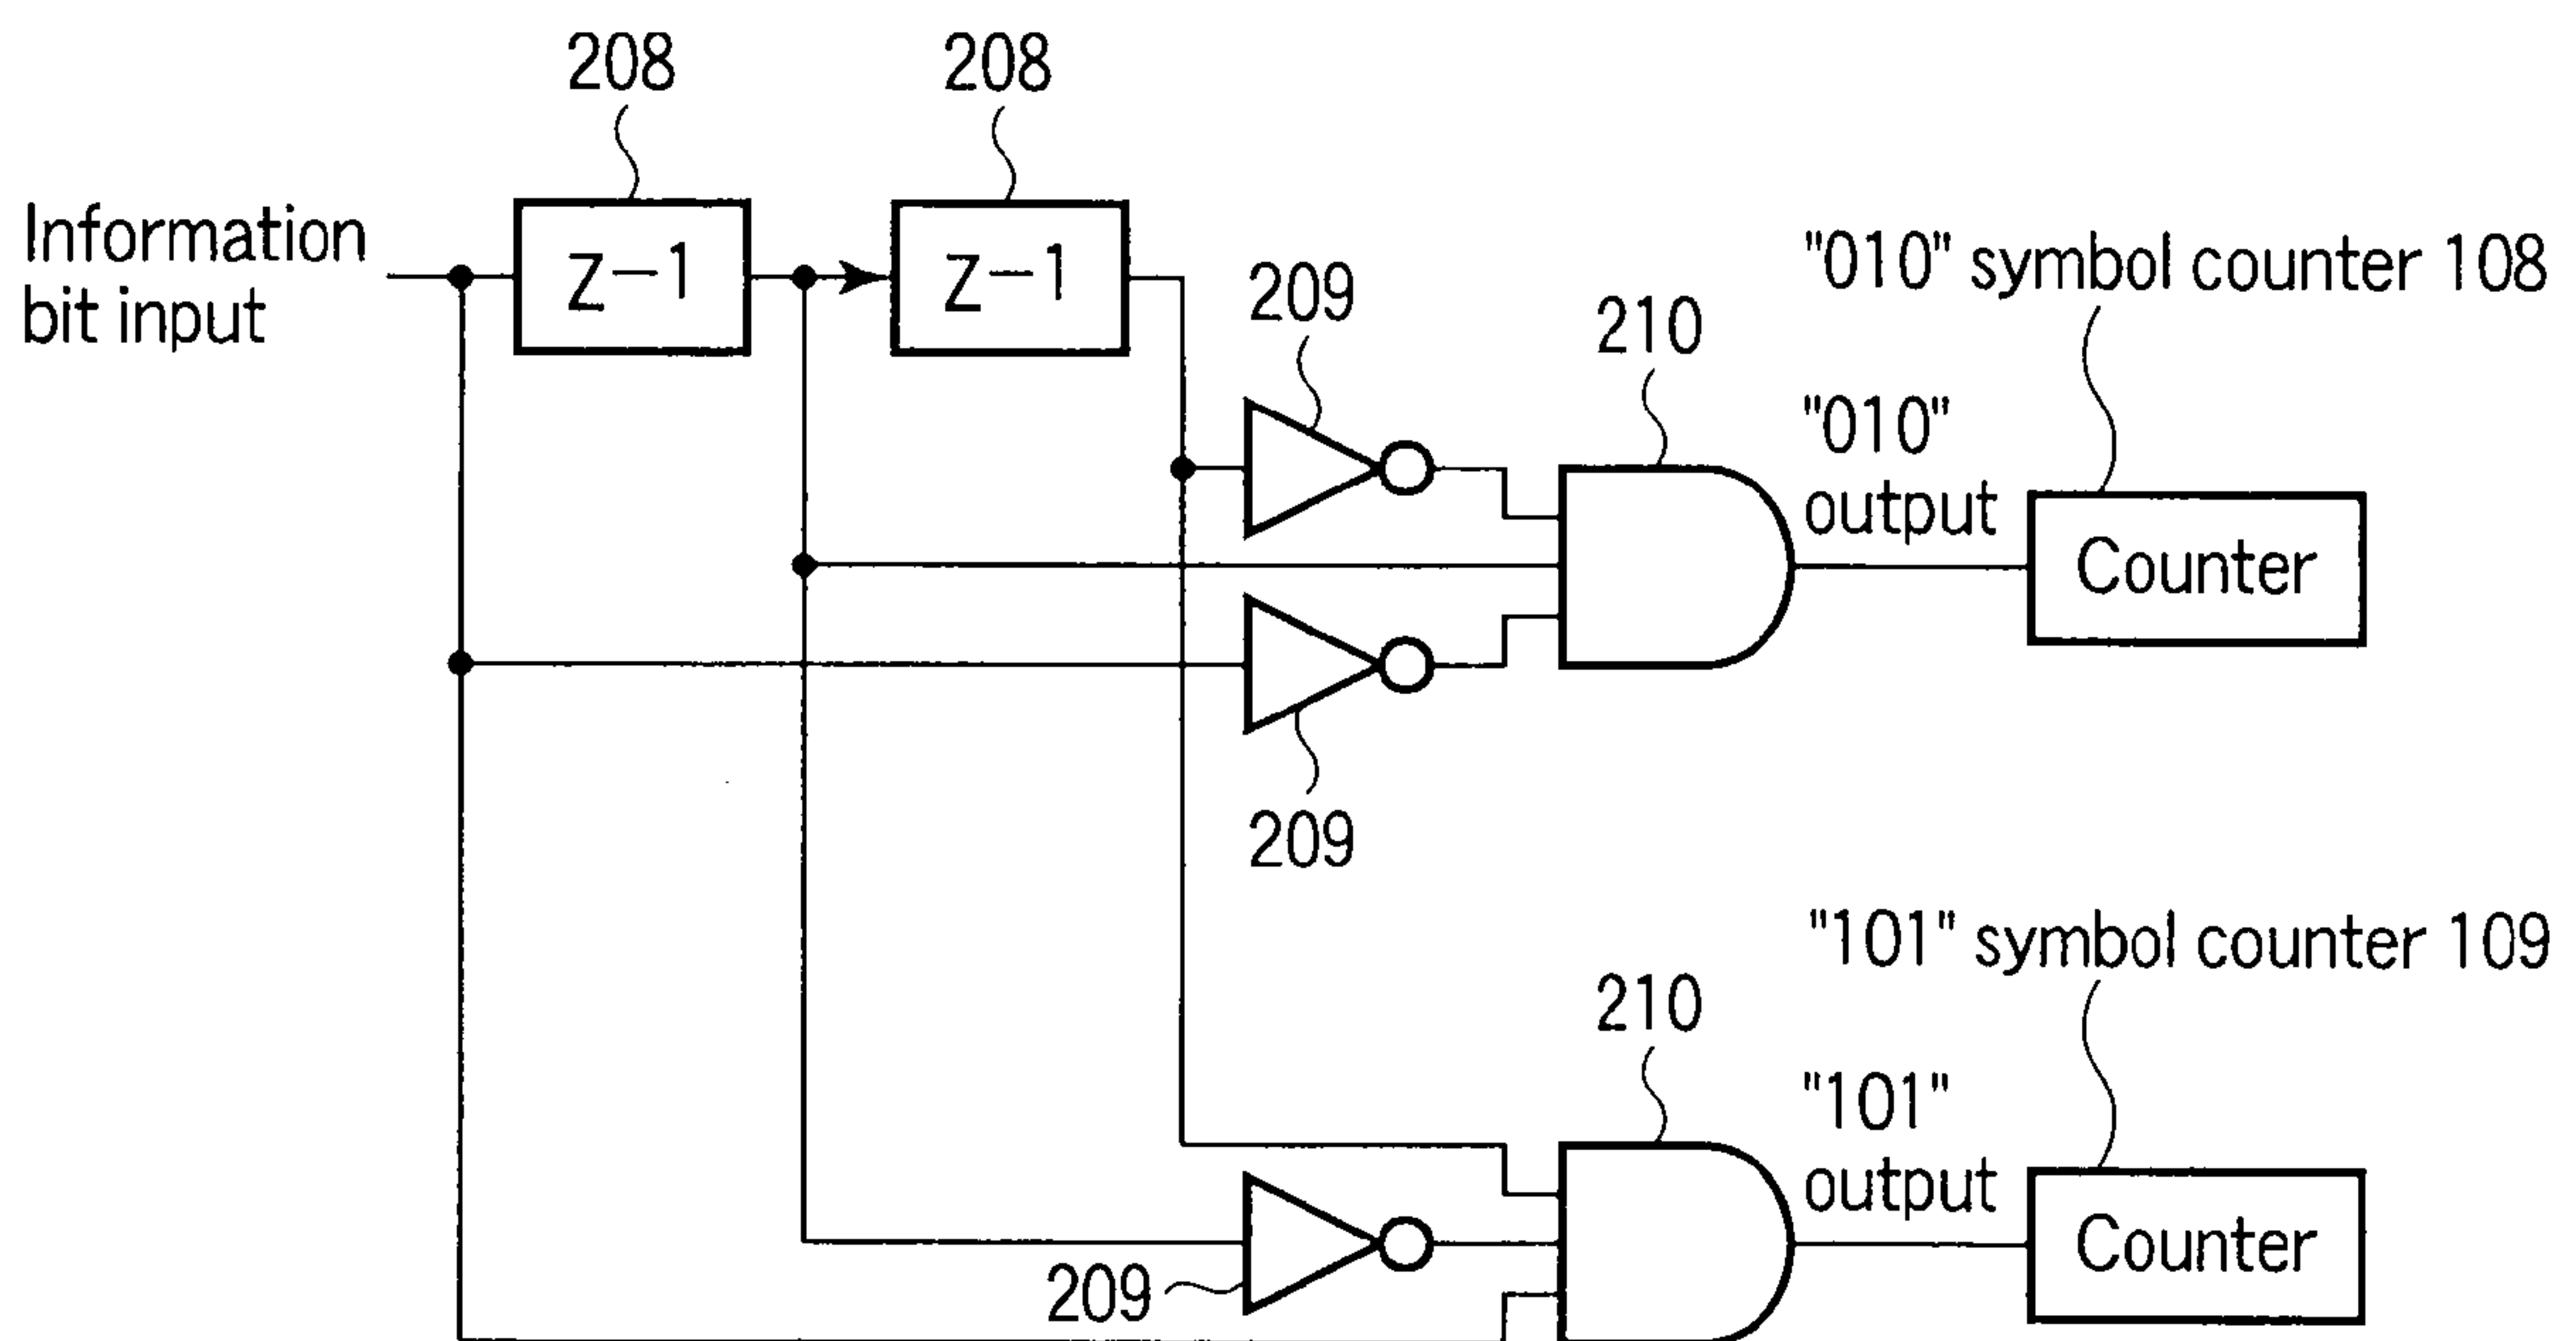 208
208
Information
bit input
Z−1
Z−1
209
210
"010" symbol counter 108
"010"
output
Counter
209
210
"101" symbol counter 109
"101"
output
Counter
209